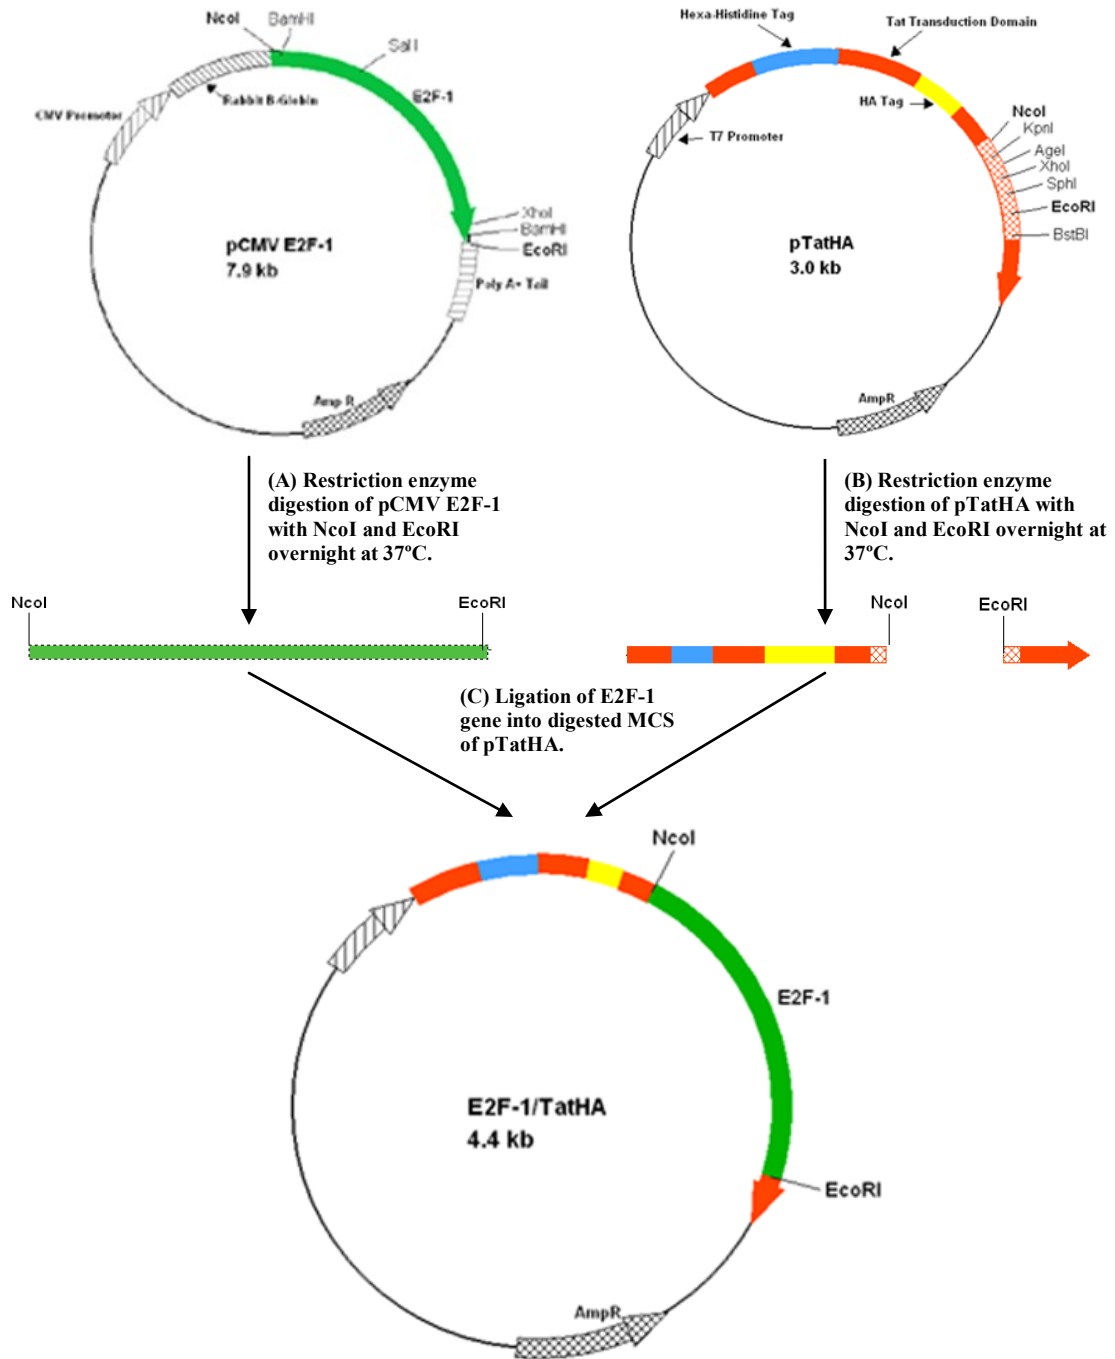 NcoI
BamHI
SalI
E2F-1
Rabbit B-Globin
CMV Promoter
XhoI
BamHI
EcoRI
pCMV E2F-1
7.9 kb
Poly A+ Tail
Amp R
Hexa-Histidine Tag
Tat Transduction Domain
HA Tag
NcoI
KpnI
AgeI
XhoI
SphI
EcoRI
BstBI
T7 Promoter
pTatHA
3.0 kb
AmpR
(A) Restriction enzyme
digestion of pCMV E2F-1
with NcoI and EcoRI
overnight at 37ºC.
(B) Restriction enzyme
digestion of pTatHA with
NcoI and EcoRI overnight at
37ºC.
NcoI
EcoRI
NcoI
EcoRI
(C) Ligation of E2F-1
gene into digested MCS
of pTatHA.
NcoI
E2F-1
E2F-1/TatHA
4.4 kb
EcoRI
AmpR